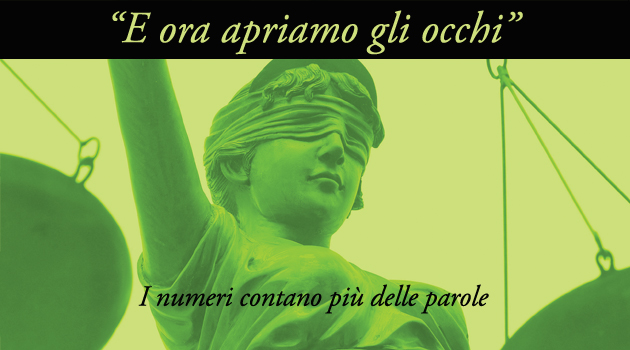 “E ora apriamo gli occhi”
I numeri contano più delle parole